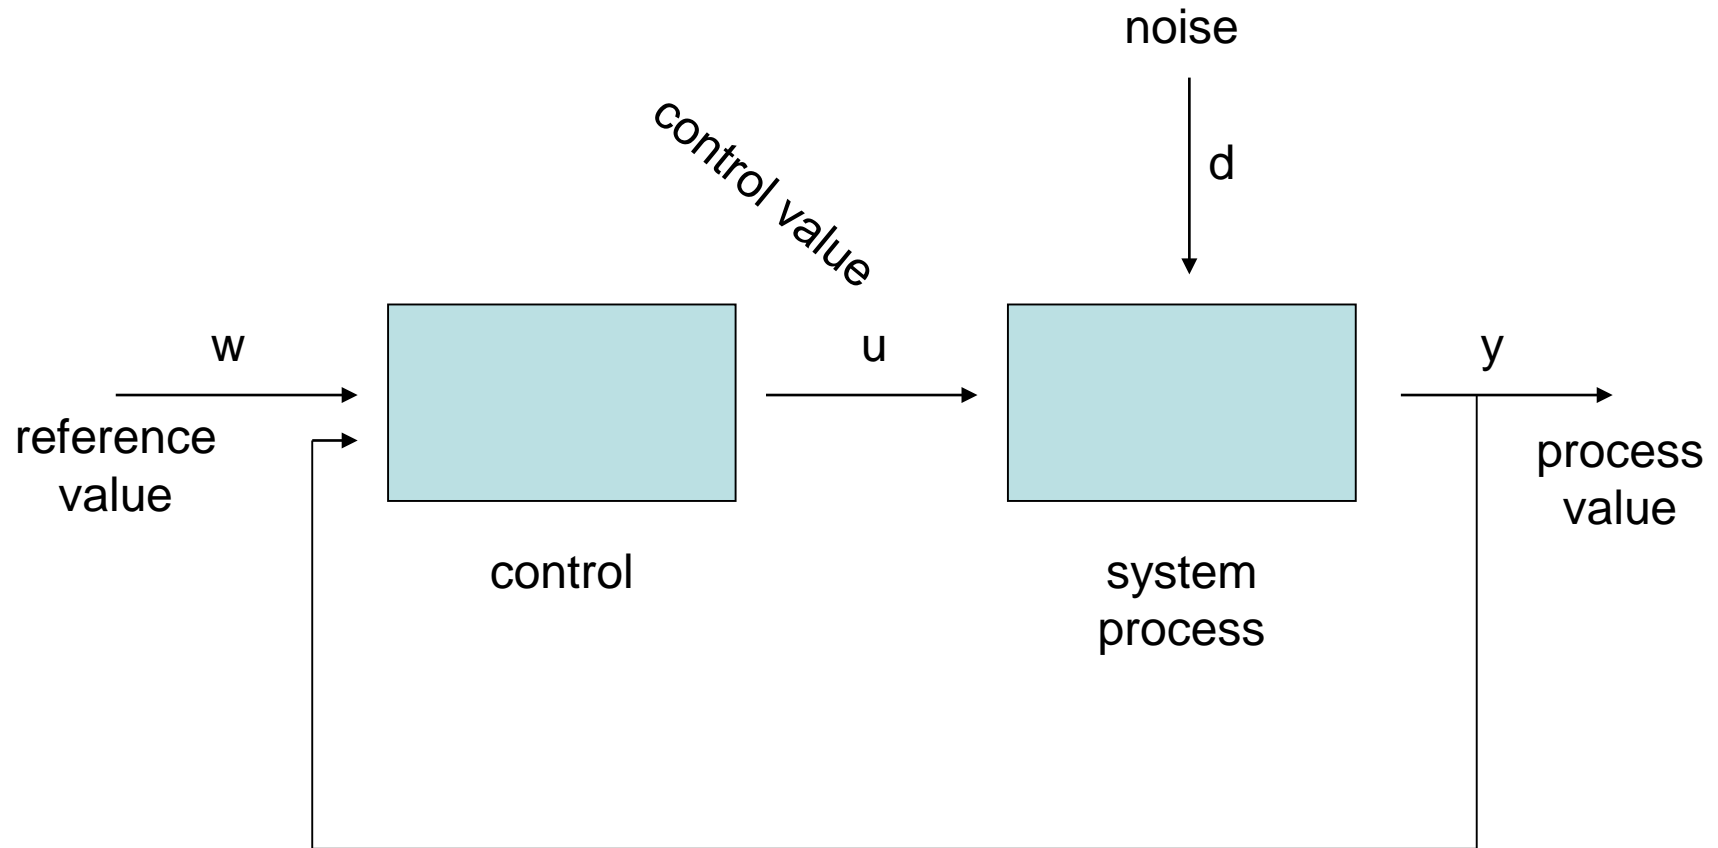 noise
control value
d
w
u
y
reference
value
process
value
control
system
process